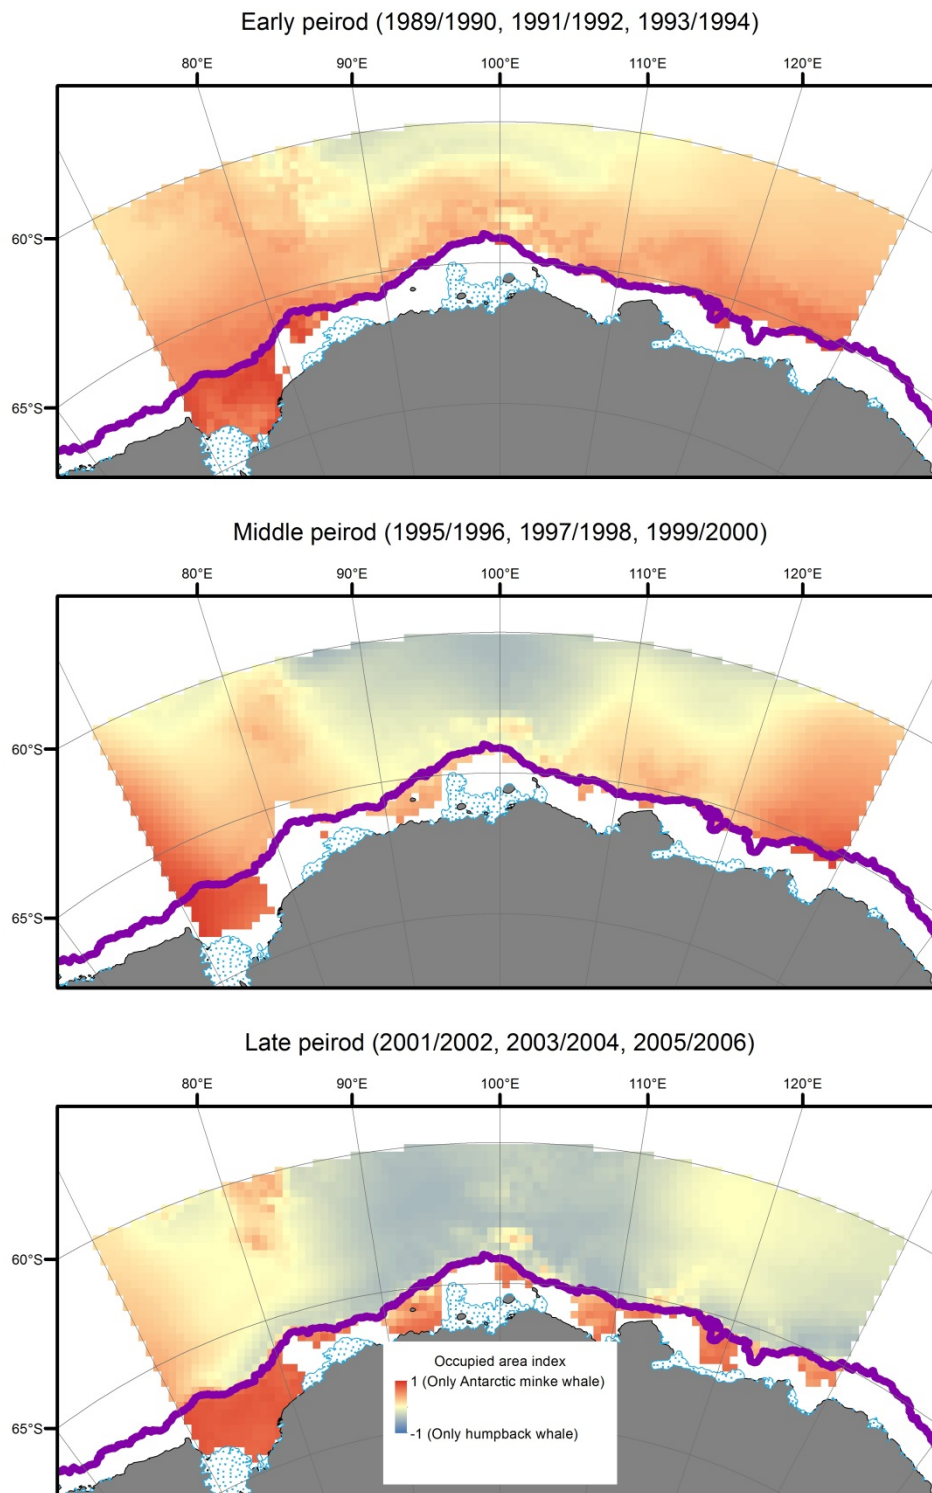 Early peirod (1989/1990, 1991/1992, 1993/1994)
80°E 90°E 100°E 110°E 120°E
60°S
65°S
Middle peirod (1995/1996, 1997/1998, 1999/2000)
80°E 90°E 100°E 110°E 120°E
60°S
65°S
Late peirod (2001/2002, 2003/2004, 2005/2006)
80°E 90°E 100°E 110°E 120°E
60°S
Occupied area index
1 (Only Antarctic minke whale)
65°S
-1 (Only humpback whale)